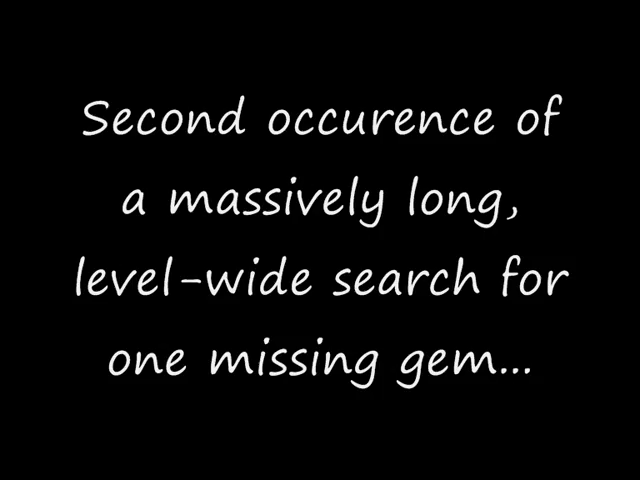 Second occurence of
a massively long,
level-wide search for
one missing gem...